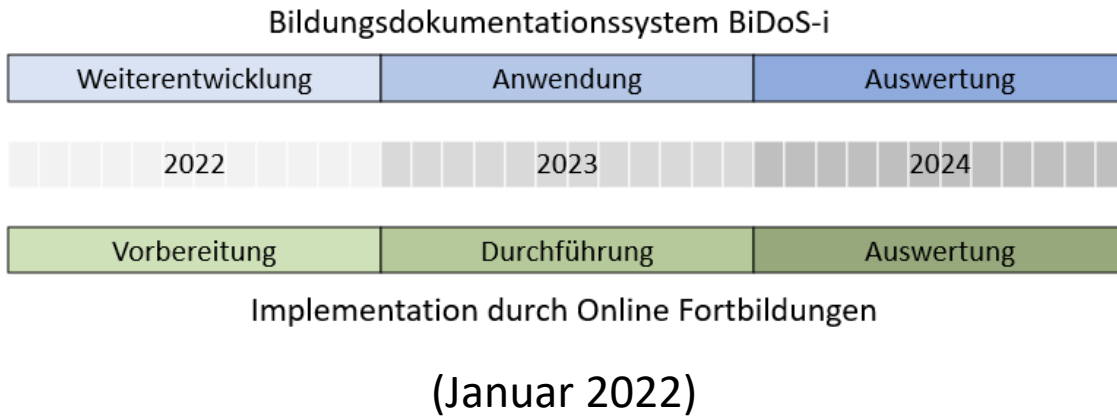 Bildungsdokumentationssystem BiDoS-i
Weiterentwicklung Anwendung Auswertung
2022 2023 2024
Vorbereitung Durchführung Auswertung
Implementation durch Online Fortbildungen
(Januar 2022)